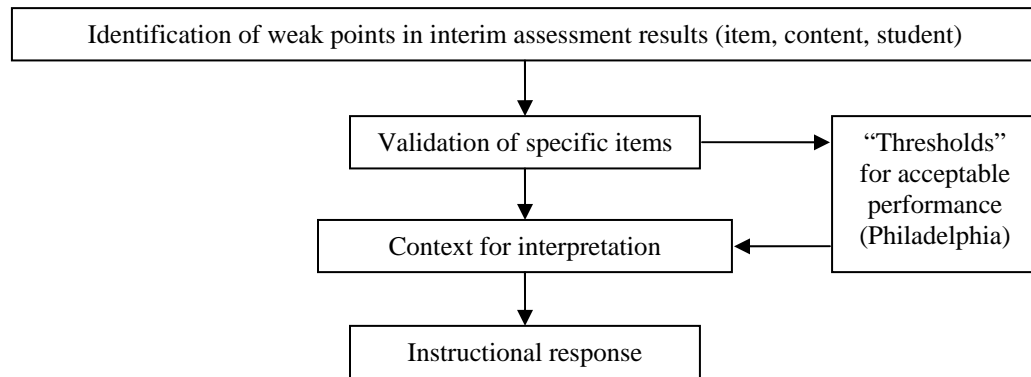 Identification of weak points in interim assessment results (item, content, student)
Validation of specific items
“Thresholds”
for acceptable
performance
(Philadelphia)
Context for interpretation
Instructional response